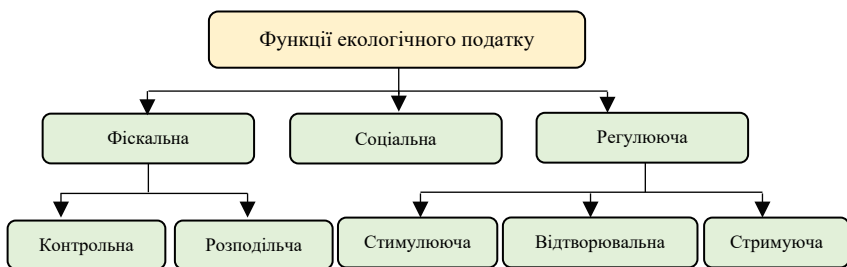 Функції екологічного податку
Фіскальна
Соціальна
Регулююча
Контрольна
Розподільча
Стимулююча
Відтворювальна
Стримуюча